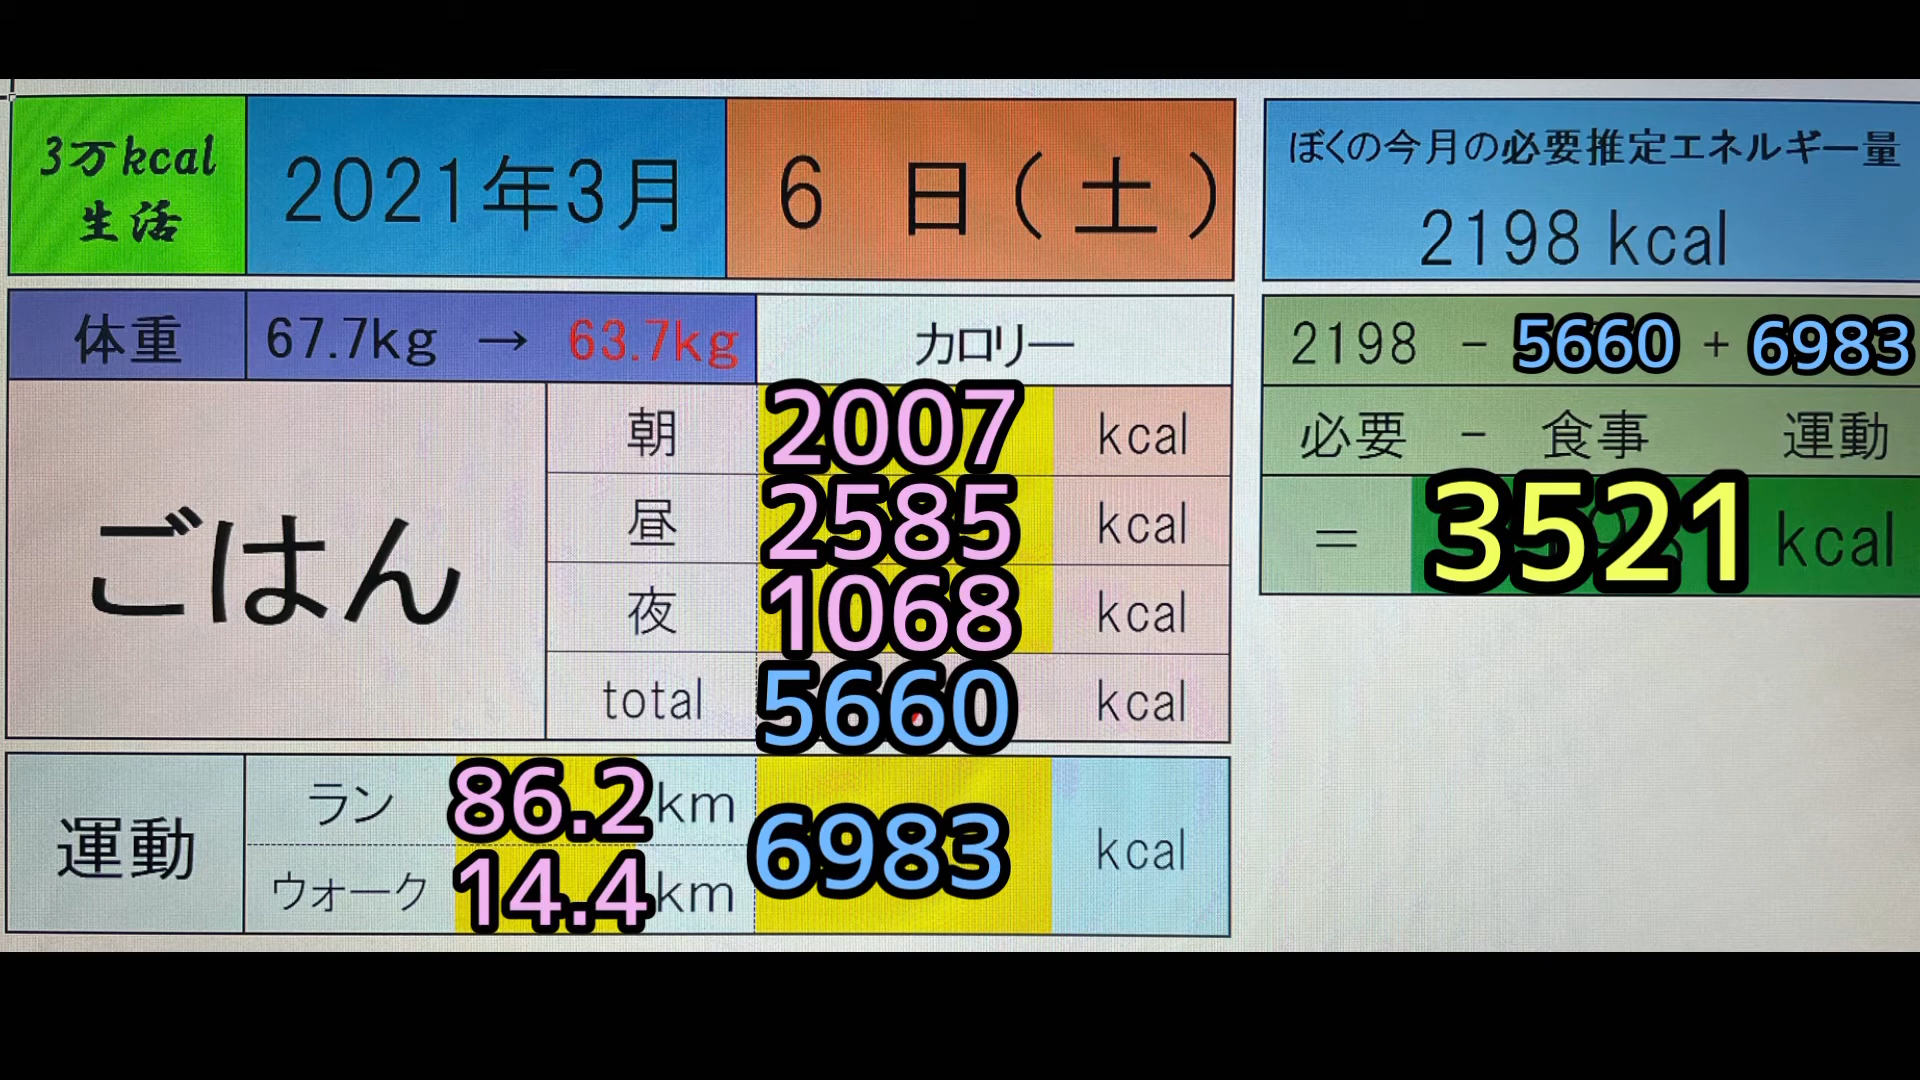 3万kcal
生活
2021年3月
6 日(土)
ぼくの今月の必要推定エネルギー量
2198 kcal
体重 67.7kg → 63.7kg カロリー
2198 - 5660 + 6983
ごはん
朝 2007 kcal
必要 - 食事 運動
昼 2585 kcal
= 3521 kcal
夜 1068 kcal
total 5660 kcal
運動
ラン 86.2km
6983 kcal
ウォーク 14.4km